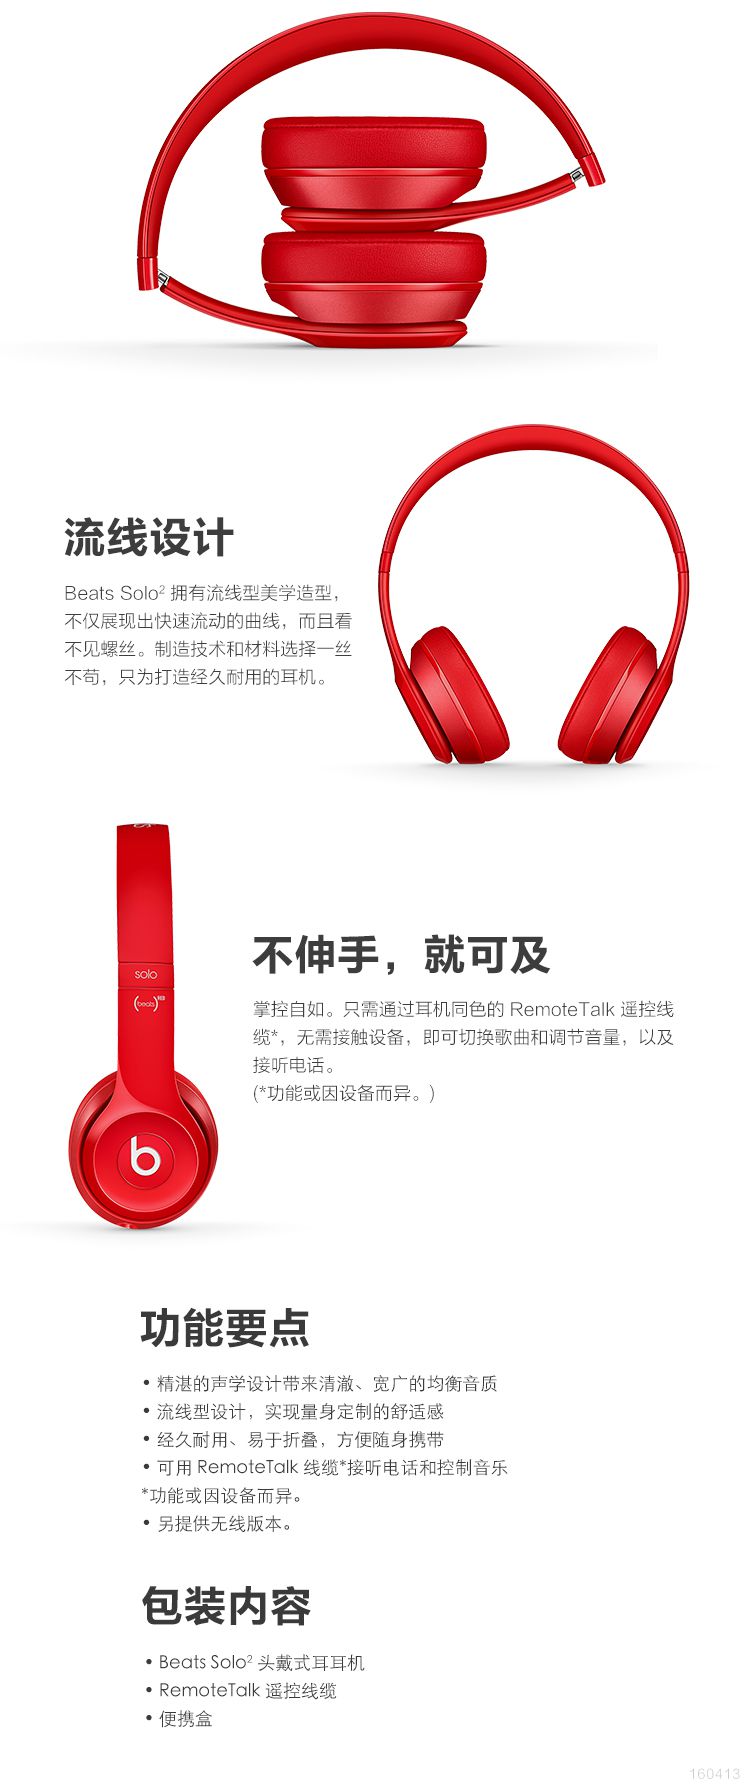 流线设计
Beats Solo² 拥有流线型美学造型，
不仅展现出快速流动的曲线，而且看
不见螺丝。制造技术和材料选择一丝
不苟，只为打造经久耐用的耳机。
solo
(beats)
b
不伸手，就可及
掌控自如。只需通过耳机同色的 RemoteTalk 遥控线
缆*，无需接触设备，即可切换歌曲和调节音量，以及
接听电话。
(*功能或因设备而异。)
功能要点
• 精湛的声学设计带来清澈、宽广的均衡音质
• 流线型设计，实现量身定制的舒适感
• 经久耐用、易于折叠，方便随身携带
• 可用 RemoteTalk 线缆*接听电话和控制音乐
*功能或因设备而异。
• 另提供无线版本。
包装内容
• Beats Solo² 头戴式耳耳机
• RemoteTalk 遥控线缆
• 便携盒
160413